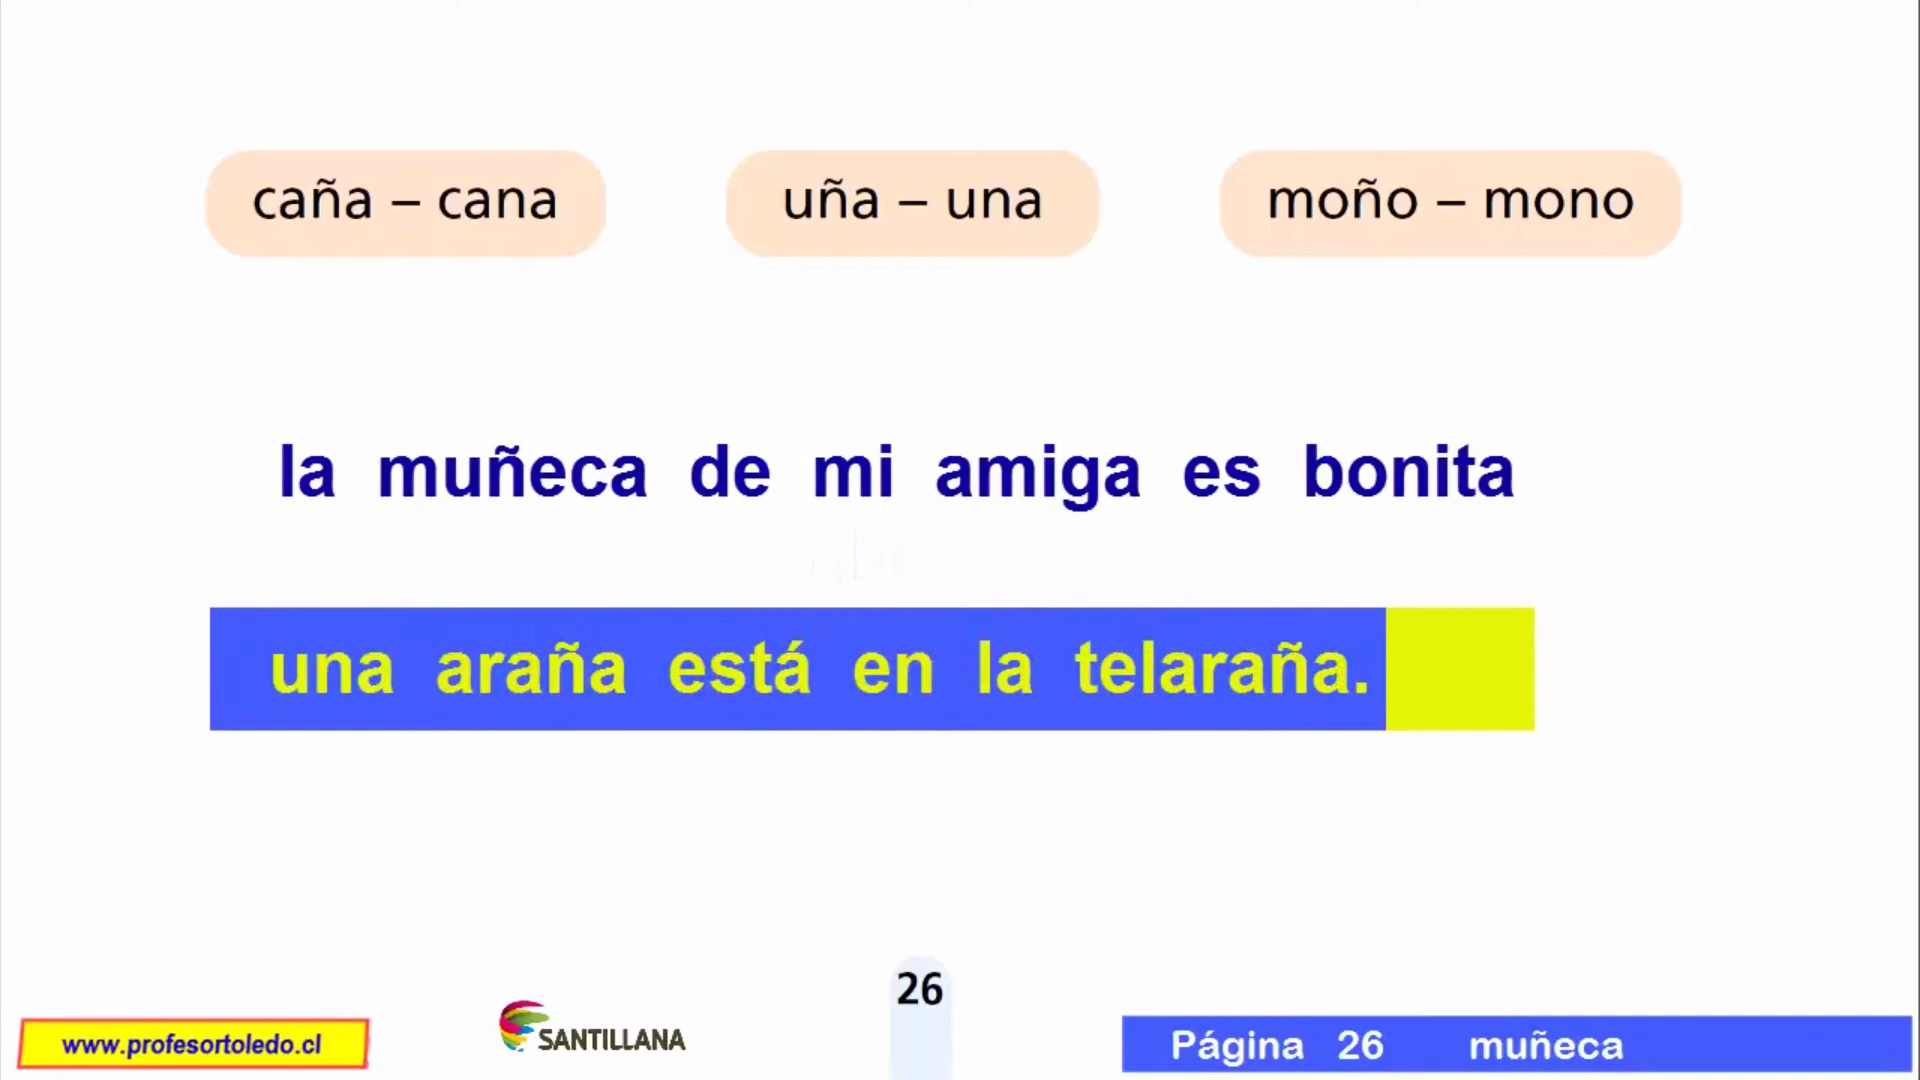 caña – cana uña – una moño – mono
la muñeca de mi amiga es bonita
una araña está en la telaraña.
26
www.profesortoledo.cl SANTILLANA Página 26 muñeca